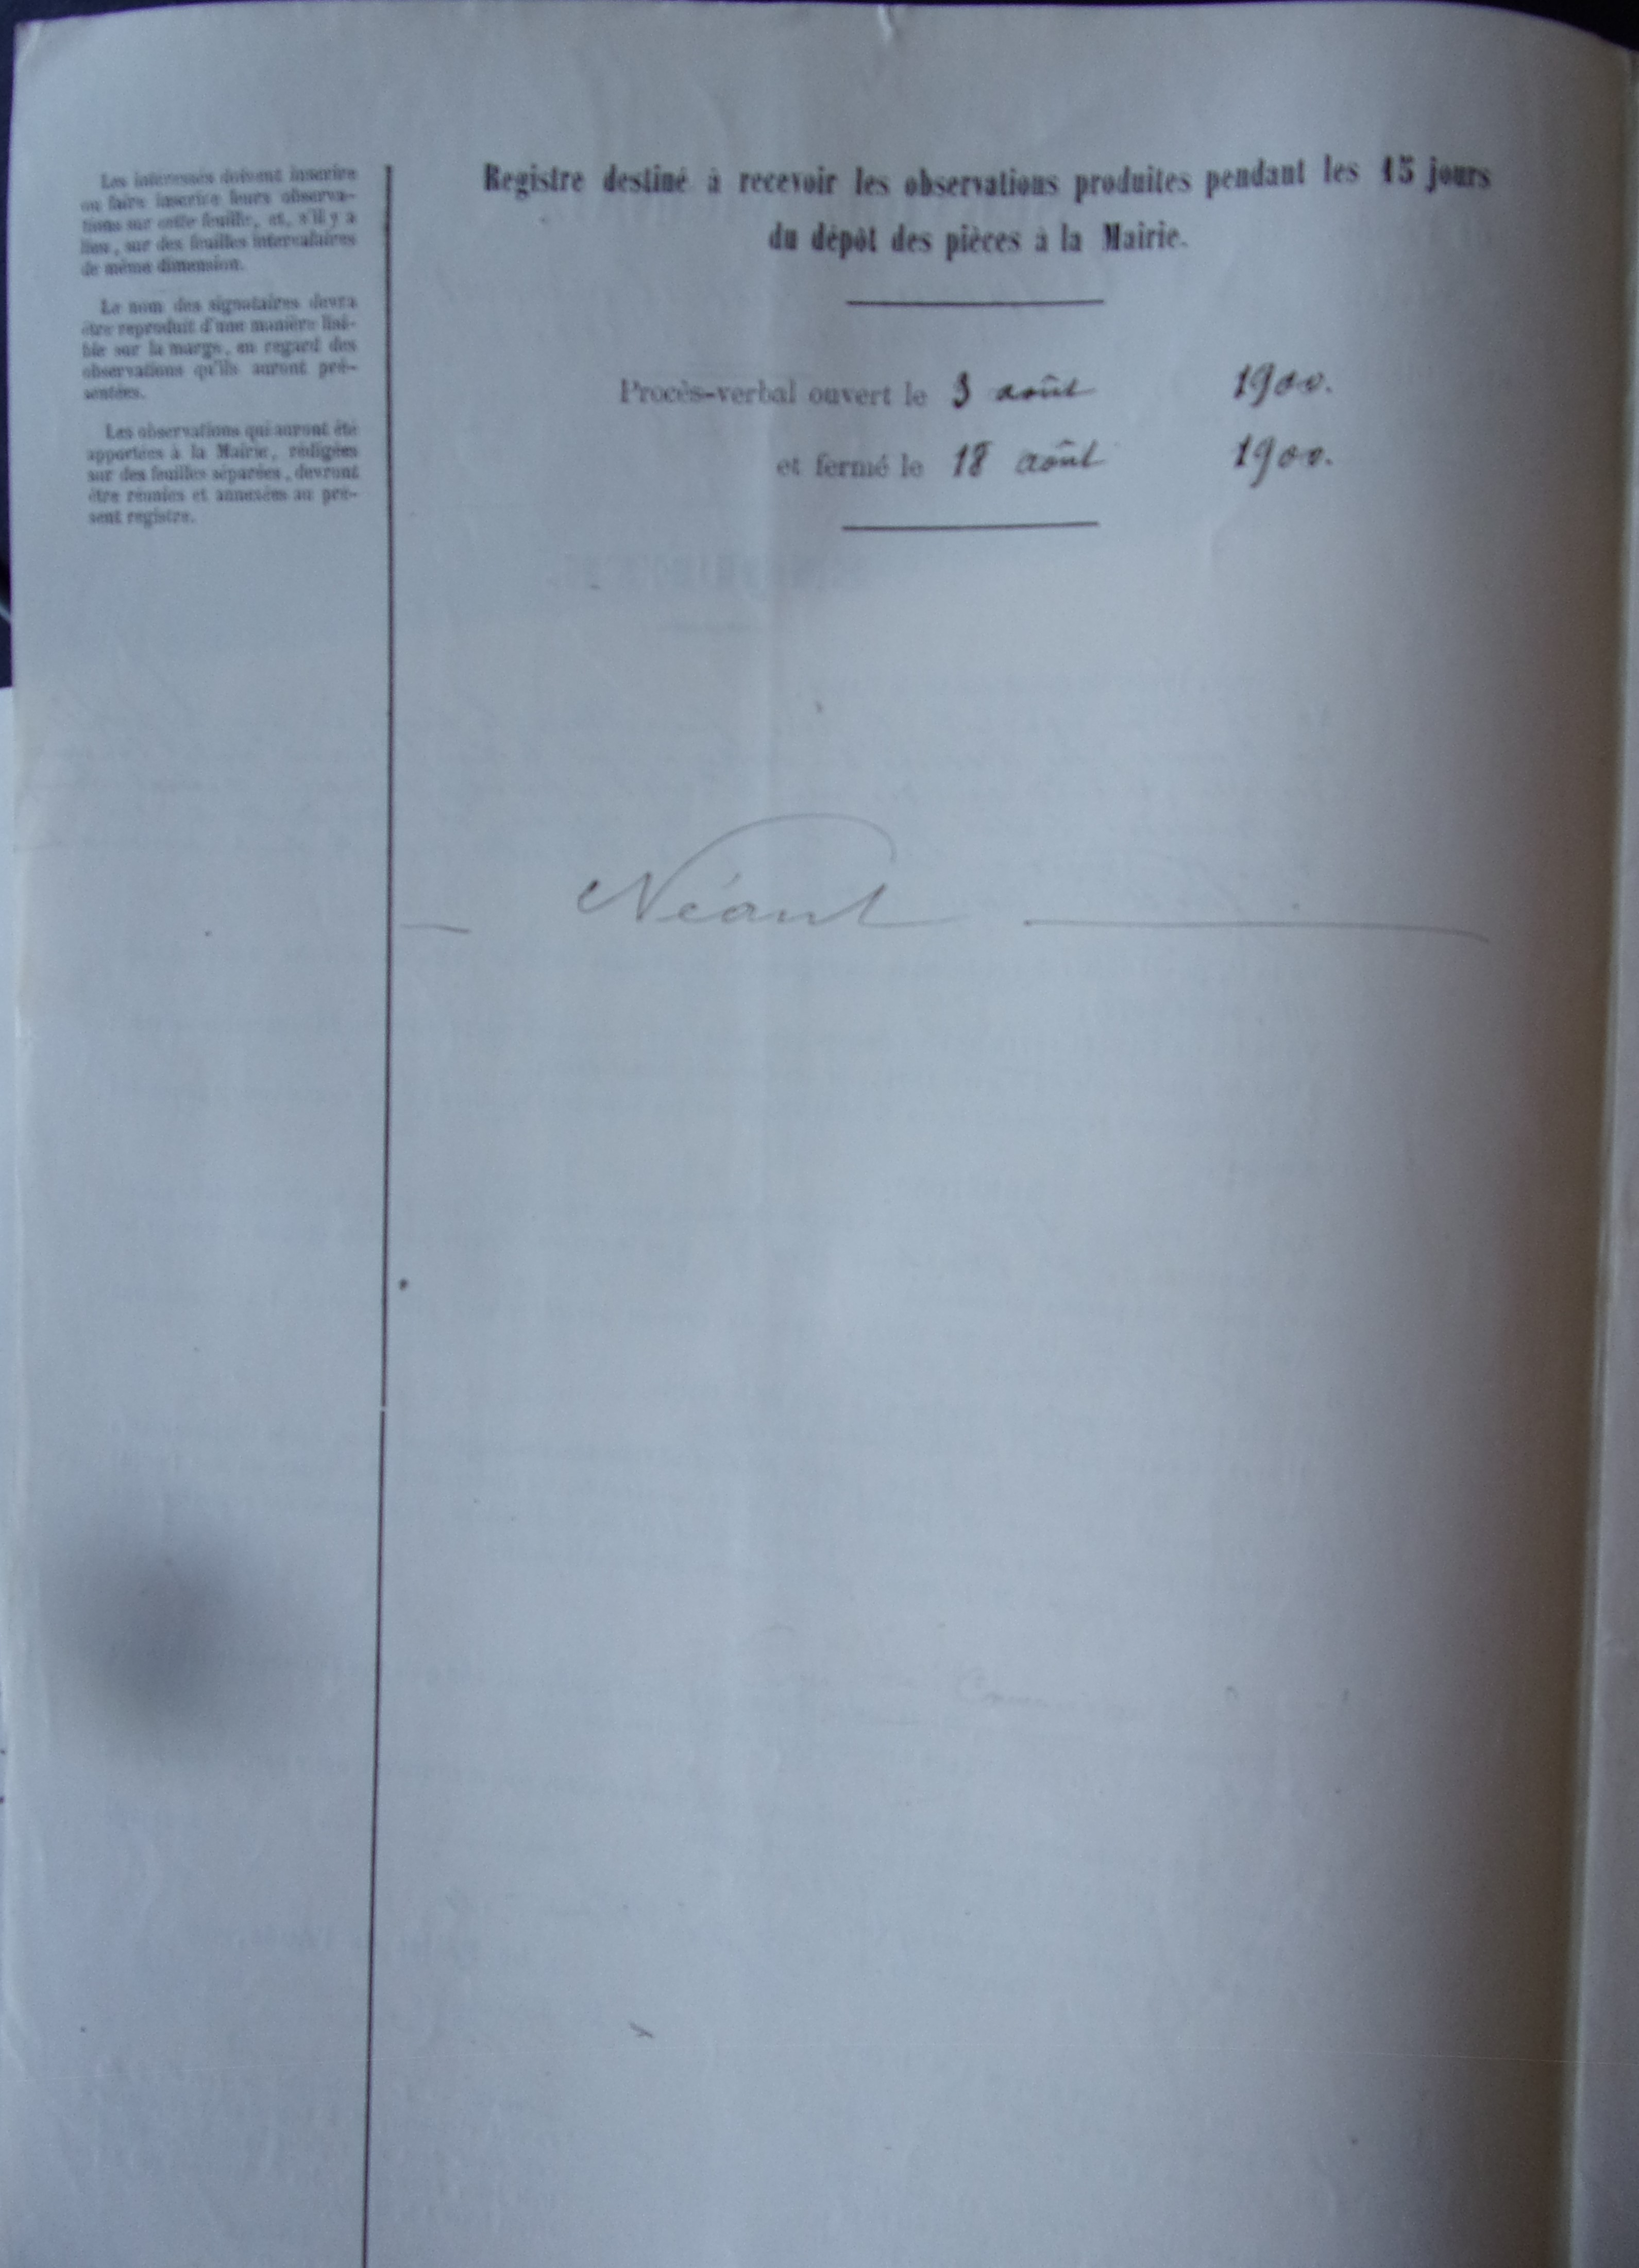 Les intéressés doivent inscrire
ou faire inscrire leurs observa-
tions sur cette feuille, et, s'il y a
lieu, sur des feuilles intercalaires
de même dimension.
Le nom des signataires devra
être reproduit d'une manière lisi-
ble sur la marge, en regard des
observations qu'ils auront pré-
sentées.
Les observations qui auront été
apportées à la Mairie, rédigées
sur des feuilles séparées, devront
être réunies et annexées au pré-
sent registre.
Registre destiné à recevoir les observations produites pendant les 15 jours
du dépôt des pièces à la Mairie.
Procès-verbal ouvert le 3 août 1900.
et fermé le 18 août 1900.
Néant